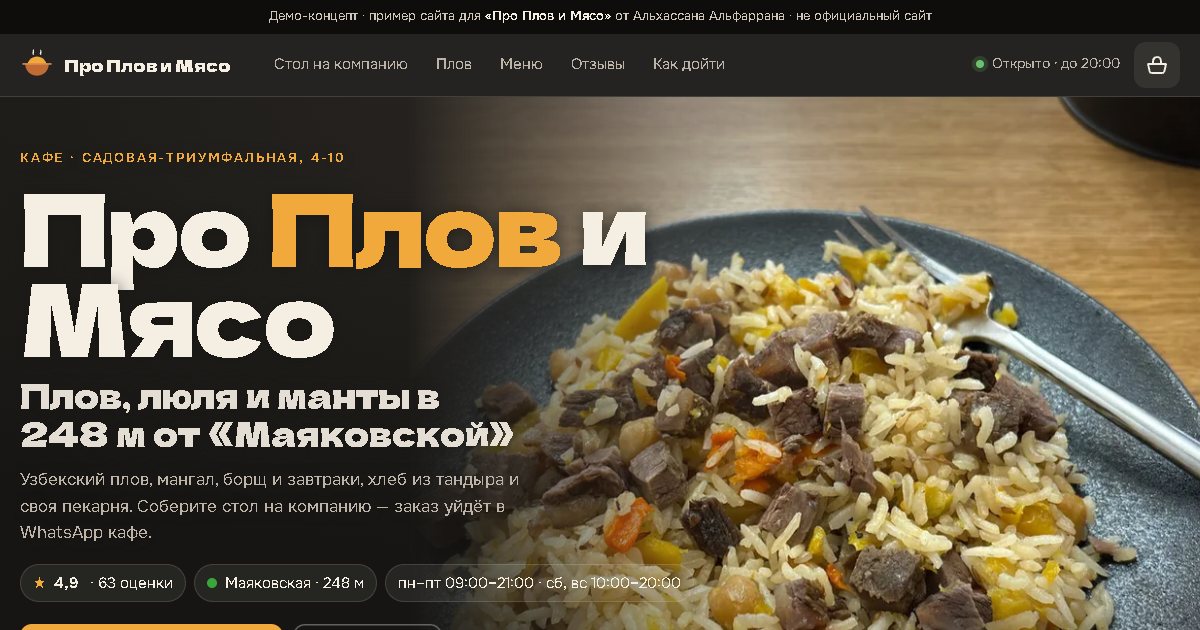 Демо-концепт · пример сайта для «Про Плов и Мясо» от Альхассана Альфаррана · не официальный сайт
Про Плов и Мясо
Стол на компанию
Плов
Меню
Отзывы
Как дойти
Открыто · до 20:00
КАФЕ · САДОВАЯ-ТРИУМФАЛЬНАЯ, 4-10
Про Плов и
Мясо
Плов, люля и манты в
248 м от «Маяковской»
Узбекский плов, мангал, борщ и завтраки, хлеб из тандыра и
своя пекарня. Соберите стол на компанию — заказ уйдёт в
WhatsApp кафе.
★ 4,9 · 63 оценки
Маяковская · 248 м
пн–пт 09:00–21:00 · сб, вс 10:00–20:00